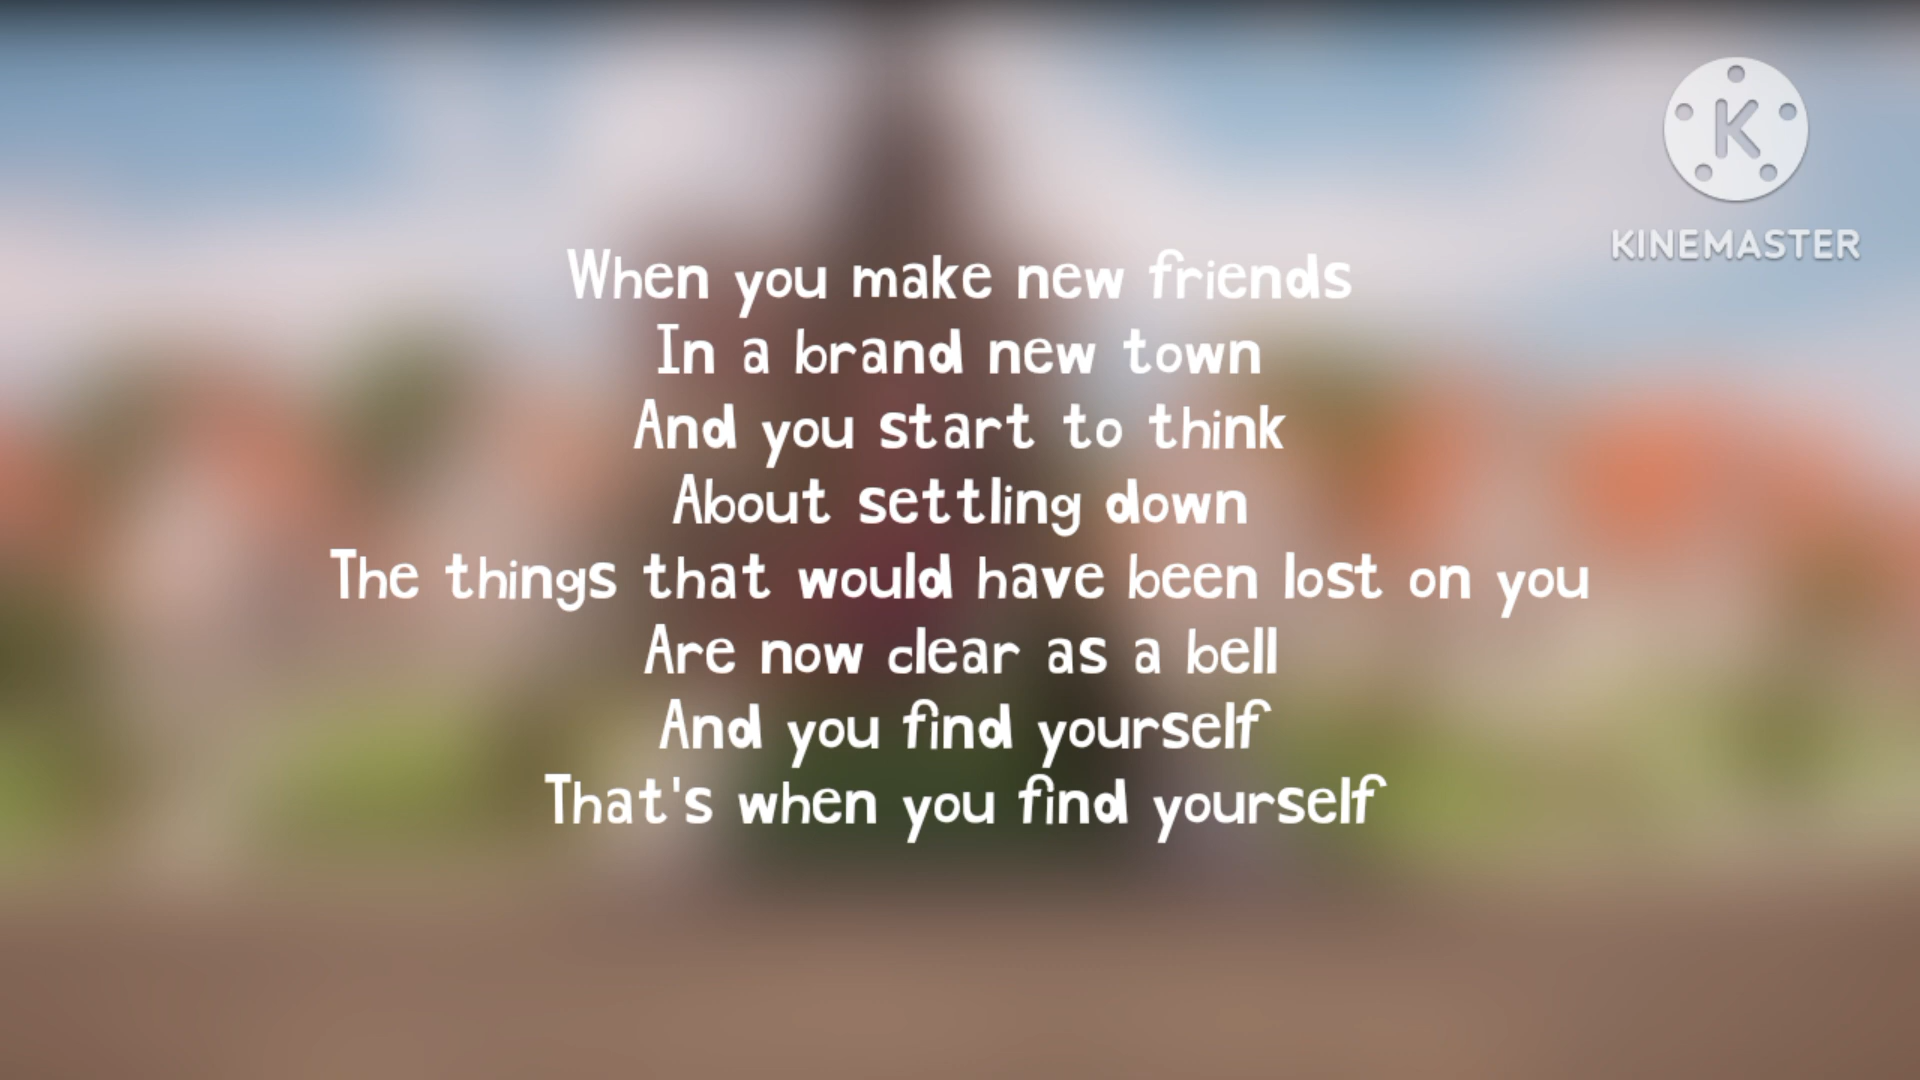 KINEMASTER
When you make new friends
In a brand new town
And you start to think
About settling down
The things that would have been lost on you
Are now clear as a bell
And you find yourself
That's when you find yourself